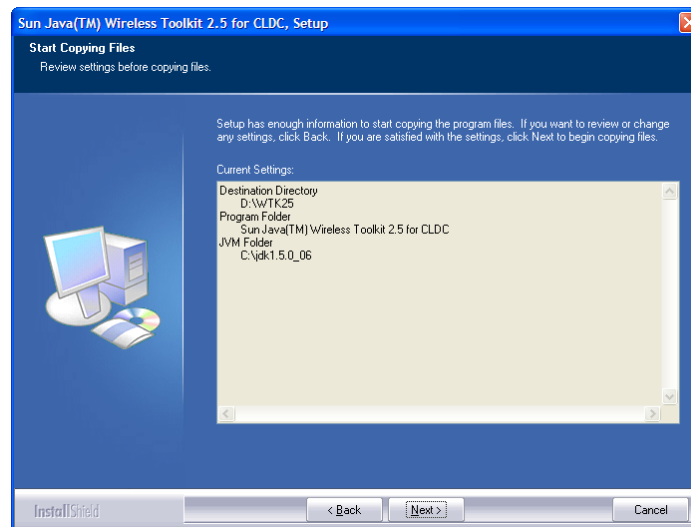 Sun Java(TM) Wireless Toolkit 2.5 for CLDC, Setup
Start Copying Files
Review settings before copying files.
Setup has enough information to start copying the program files. If you want to review or change
any settings, click Back. If you are satisfied with the settings, click Next to begin copying files.
Current Settings:
Destination Directory
D:\WTK25
Program Folder
Sun Java(TM) Wireless Toolkit 2.5 for CLDC
JVM Folder
C:\jdk1.5.0_06
InstallShield
< Back
Next >
Cancel